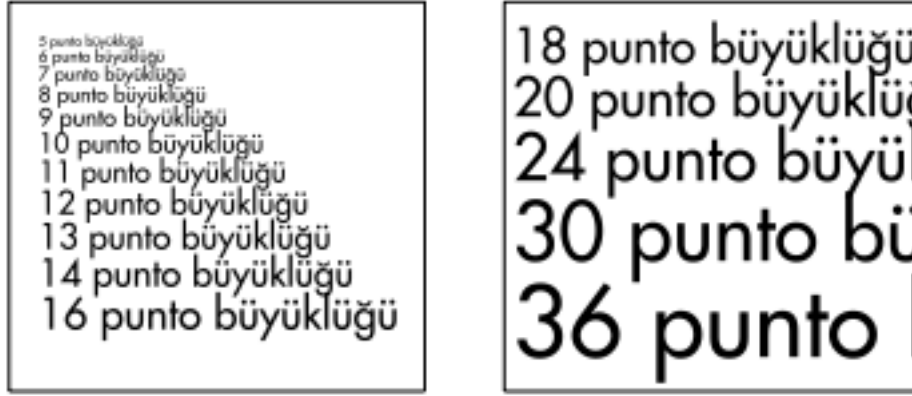 5 punto büyüklüğü
6 punto büyüklüğü
7 punto büyüklüğü
8 punto büyüklüğü
9 punto büyüklüğü
10 punto büyüklüğü
11 punto büyüklüğü
12 punto büyüklüğü
13 punto büyüklüğü
14 punto büyüklüğü
16 punto büyüklüğü
18 punto büyüklüğü
20 punto büyüklü
24 punto büyü
30 punto bü
36 punto